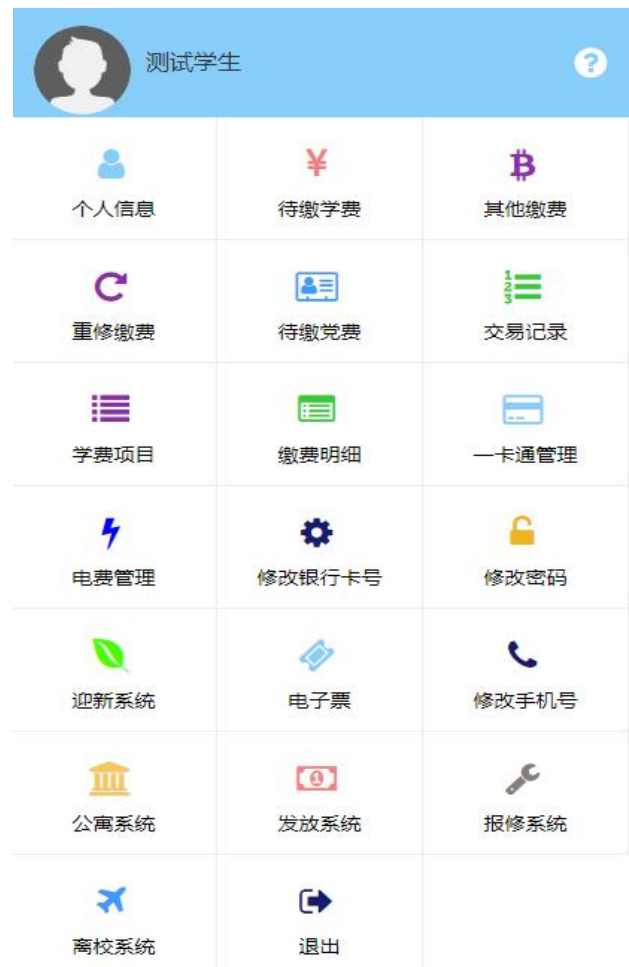 测试学生
?
个人信息
待缴学费
其他缴费
重修缴费
待缴党费
交易记录
学费项目
缴费明细
一卡通管理
电费管理
修改银行卡号
修改密码
迎新系统
电子票
修改手机号
公寓系统
发放系统
报修系统
离校系统
退出